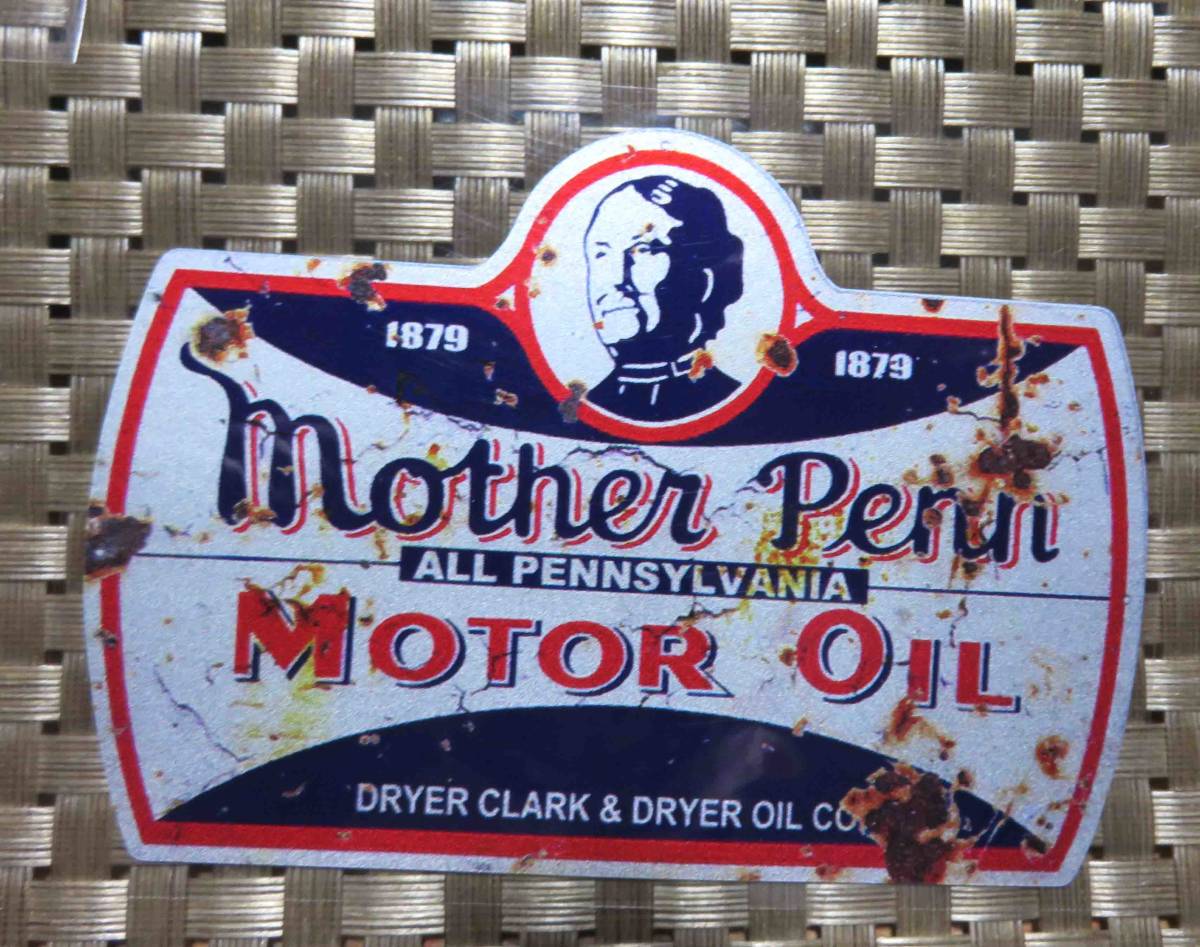 1879 1879
Mother Penn
ALL PENNSYLVANIA
MOTOR OIL
DRYER CLARK & DRYER OIL CO.